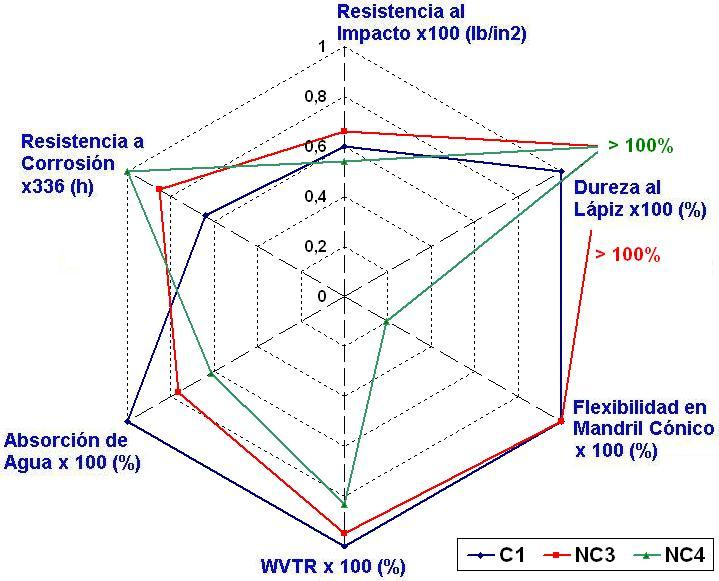 Resistencia al
Impacto x100 (lb/in2)
1
0,8
0,6
0,4
0,2
0
Resistencia a
Corrosión
x336 (h)
> 100%
Dureza al
Lápiz x100 (%)
> 100%
Flexibilidad en
Mandril Cónico
x 100 (%)
Absorción de
Agua x 100 (%)
WVTR x 100 (%)
C1 NC3 NC4